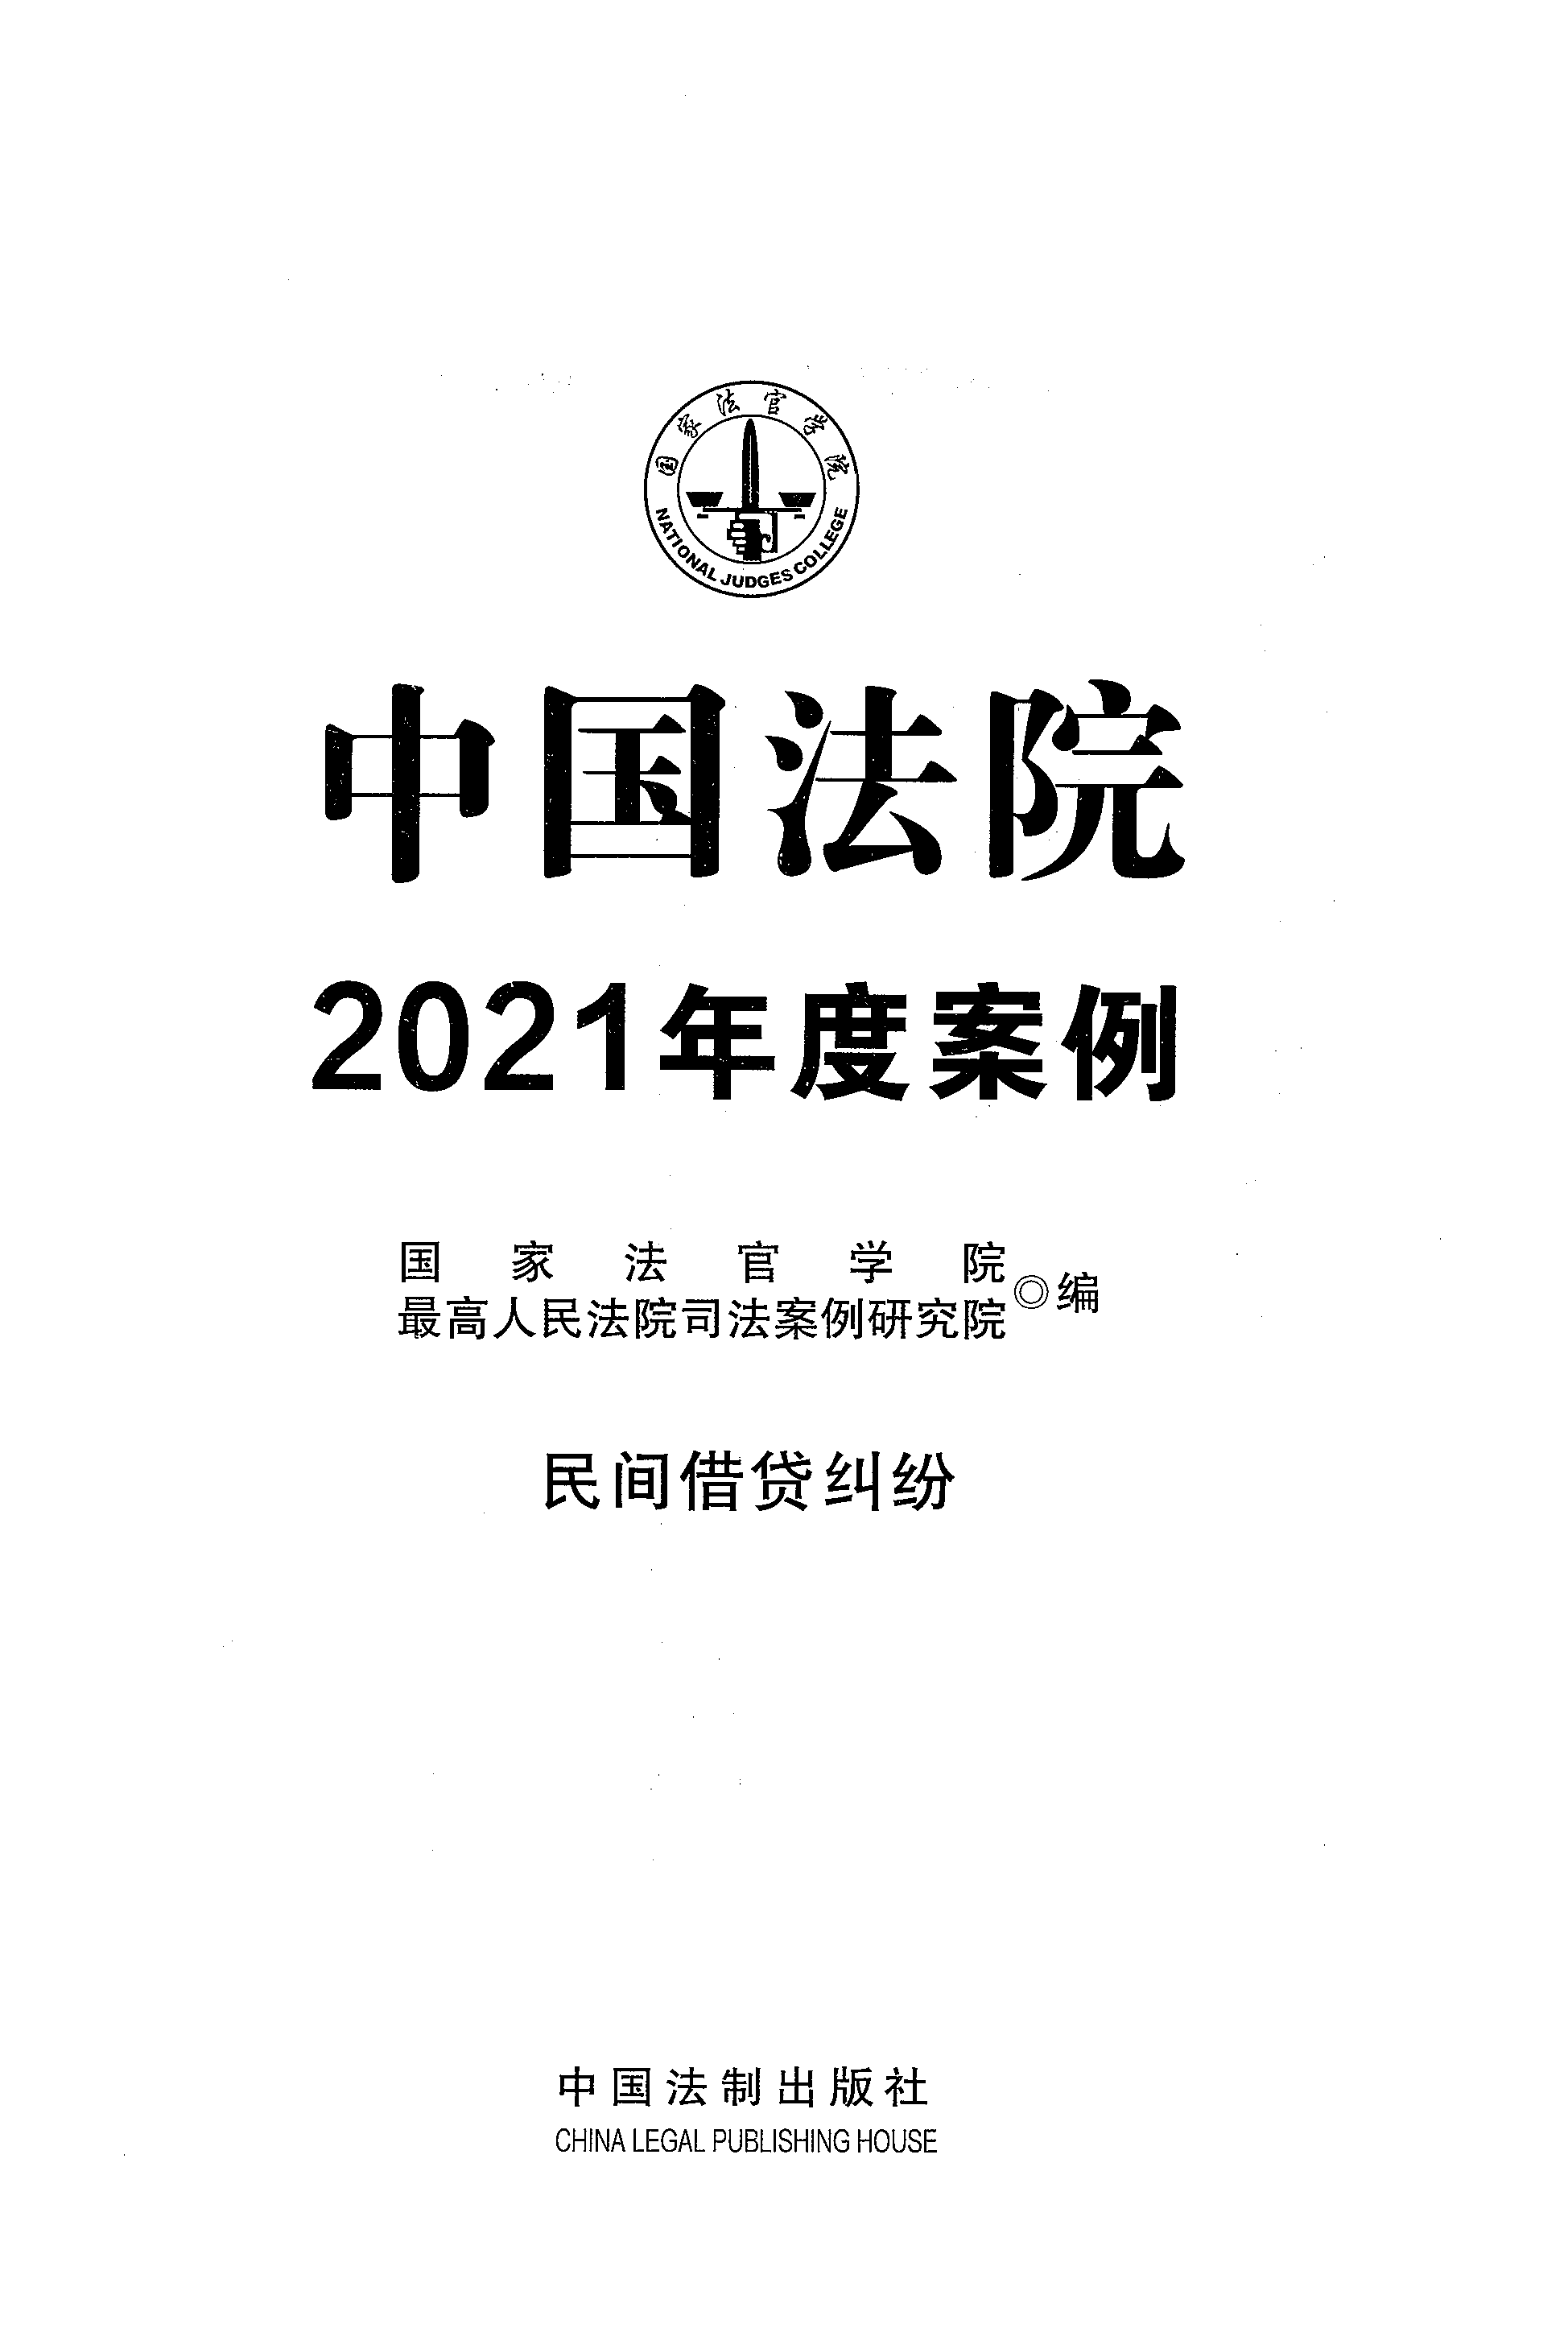 国家法官学院
NATIONAL JUDGES COLLEGE
中国法院
2021年度案例
国家法官学院
最高人民法院司法案例研究院
◎编
民间借贷纠纷
中国法制出版社
CHINA LEGAL PUBLISHING HOUSE